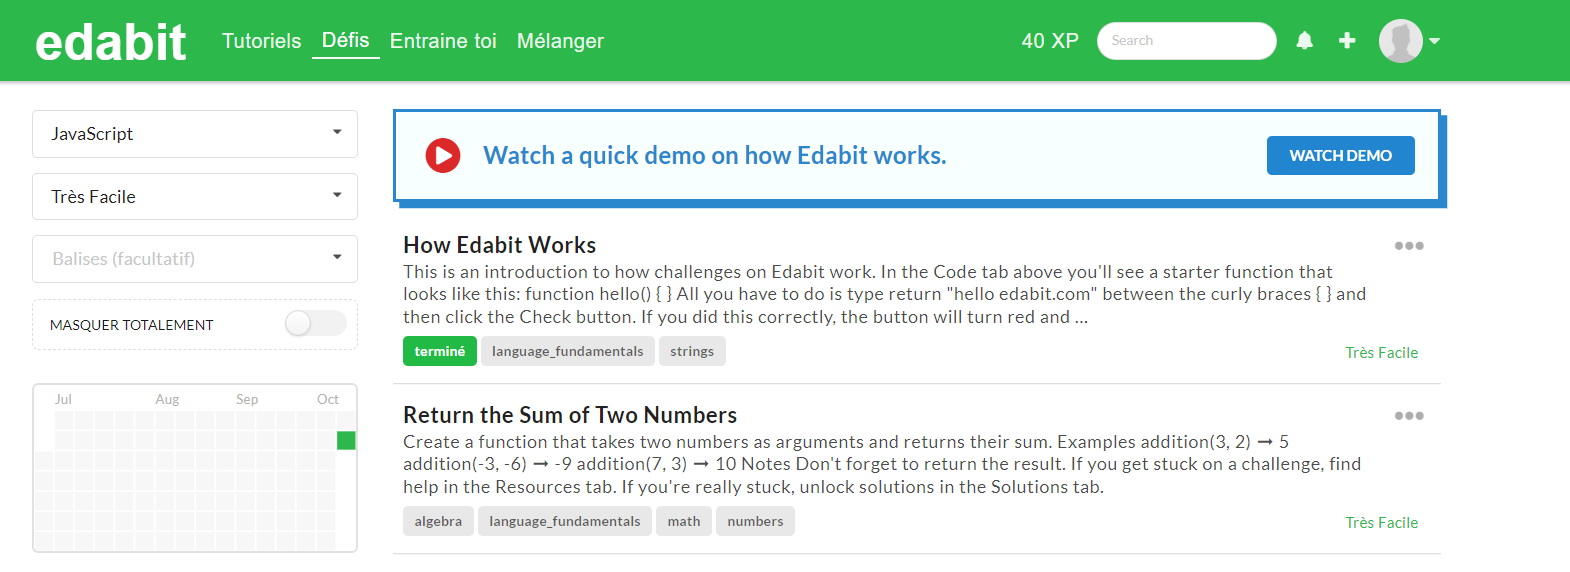 edabit Tutoriels Défis Entraine toi Mélanger 40 XP Search
JavaScript
Très Facile
Balises (facultatif)
MASQUER TOTALEMENT
Jul Aug Sep Oct
Watch a quick demo on how Edabit works. WATCH DEMO
How Edabit Works
This is an introduction to how challenges on Edabit work. In the Code tab above you'll see a starter function that
looks like this: function hello() { } All you have to do is type return "hello edabit.com" between the curly braces { } and
then click the Check button. If you did this correctly, the button will turn red and ...
terminé language_fundamentals strings Très Facile
Return the Sum of Two Numbers
Create a function that takes two numbers as arguments and returns their sum. Examples addition(3, 2) ➞ 5
addition(-3, -6) ➞ -9 addition(7, 3) ➞ 10 Notes Don't forget to return the result. If you get stuck on a challenge, find
help in the Resources tab. If you're really stuck, unlock solutions in the Solutions tab.
algebra language_fundamentals math numbers Très Facile